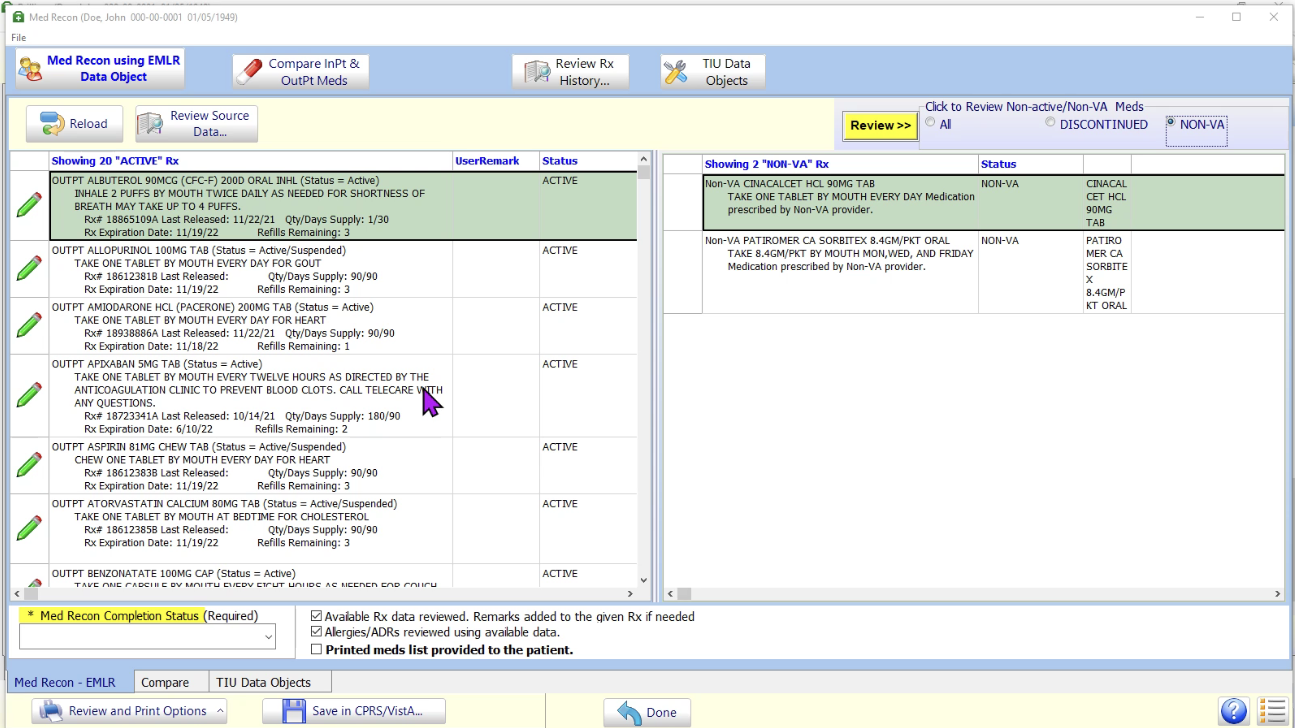 Med Recon (Doe, John 000-00-0001 01/05/1949)
File
Med Recon using EMLR
Data Object
Compare InPt &
OutPt Meds
Review Rx
History...
TIU Data
Objects
Reload
Review Source
Data...
Review >>
Click to Review Non-active/Non-VA Meds
All
DISCONTINUED
NON-VA
Showing 20 "ACTIVE" Rx
UserRemark
Status
OUTPT ALBUTEROL 90MCG (CFC-F) 200D ORAL INHL (Status = Active)
INHALE 2 PUFFS BY MOUTH TWICE DAILY AS NEEDED FOR SHORTNESS OF
BREATH MAY TAKE UP TO 4 PUFFS.
Rx# 18865109A Last Released: 11/22/21 Qty/Days Supply: 1/30
Rx Expiration Date: 11/19/22 Refills Remaining: 3
ACTIVE
OUTPT ALLOPURINOL 100MG TAB (Status = Active/Suspended)
TAKE ONE TABLET BY MOUTH EVERY DAY FOR GOUT
Rx# 18612381B Last Released: Qty/Days Supply: 90/90
Rx Expiration Date: 11/19/22 Refills Remaining: 3
ACTIVE
OUTPT AMIODARONE HCL (PACERONE) 200MG TAB (Status = Active)
TAKE ONE TABLET BY MOUTH EVERY DAY FOR HEART
Rx# 18938886A Last Released: 11/22/21 Qty/Days Supply: 90/90
Rx Expiration Date: 11/18/22 Refills Remaining: 1
ACTIVE
OUTPT APIXABAN 5MG TAB (Status = Active)
TAKE ONE TABLET BY MOUTH EVERY TWELVE HOURS AS DIRECTED BY THE
ANTICOAGULATION CLINIC TO PREVENT BLOOD CLOTS. CALL TELECARE WITH
ANY QUESTIONS.
Rx# 18723341A Last Released: 10/14/21 Qty/Days Supply: 180/90
Rx Expiration Date: 6/10/22 Refills Remaining: 2
ACTIVE
OUTPT ASPIRIN 81MG CHEW TAB (Status = Active/Suspended)
CHEW ONE TABLET BY MOUTH EVERY DAY FOR HEART
Rx# 18612383B Last Released: Qty/Days Supply: 90/90
Rx Expiration Date: 11/19/22 Refills Remaining: 3
ACTIVE
OUTPT ATORVASTATIN CALCIUM 80MG TAB (Status = Active/Suspended)
TAKE ONE TABLET BY MOUTH AT BEDTIME FOR CHOLESTEROL
Rx# 18612385B Last Released: Qty/Days Supply: 90/90
Rx Expiration Date: 11/19/22 Refills Remaining: 3
ACTIVE
OUTPT BENZONATATE 100MG CAP (Status = Active)
TAKE ONE CAPSULE BY MOUTH EVERY EIGHT HOURS AS NEEDED FOR COUGH
ACTIVE
Showing 2 "NON-VA" Rx
Status
Non-VA CINACALCET HCL 90MG TAB
TAKE ONE TABLET BY MOUTH EVERY DAY Medication
prescribed by Non-VA provider.
NON-VA
CINACAL
CET HCL
90MG
TAB
Non-VA PATIROMER CA SORBITEX 8.4GM/PKT ORAL
TAKE 8.4GM/PKT BY MOUTH MON,WED, AND FRIDAY
Medication prescribed by Non-VA provider.
NON-VA
PATIRO
MER CA
SORBITE
X
8.4GM/P
KT ORAL
* Med Recon Completion Status (Required)
Available Rx data reviewed. Remarks added to the given Rx if needed
Allergies/ADRs reviewed using available data.
Printed meds list provided to the patient.
Med Recon - EMLR
Compare
TIU Data Objects
Review and Print Options
Save in CPRS/VistA...
Done